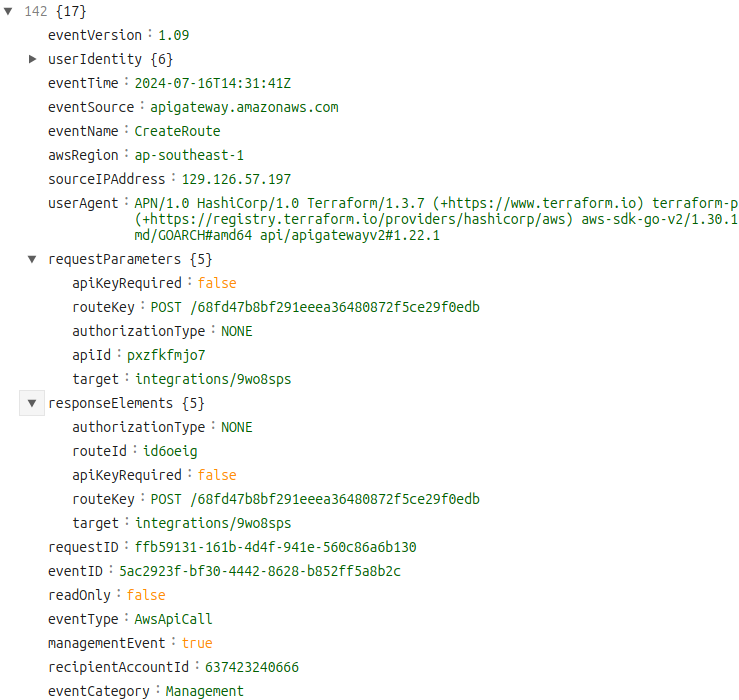 142 {17}
eventVersion : 1.09
userIdentity {6}
eventTime : 2024-07-16T14:31:41Z
eventSource : apigateway.amazonaws.com
eventName : CreateRoute
awsRegion : ap-southeast-1
sourceIPAddress : 129.126.57.197
userAgent : APN/1.0 HashiCorp/1.0 Terraform/1.3.7 (+https://www.terraform.io) terraform-p
(+https://registry.terraform.io/providers/hashicorp/aws) aws-sdk-go-v2/1.30.1
md/GOARCH#amd64 api/apigatewayv2#1.22.1
requestParameters {5}
apiKeyRequired : false
routeKey : POST /68fd47b8bf291eeea36480872f5ce29f0edb
authorizationType : NONE
apiId : pxzfkfmjo7
target : integrations/9wo8sps
responseElements {5}
authorizationType : NONE
routeId : id6oeig
apiKeyRequired : false
routeKey : POST /68fd47b8bf291eeea36480872f5ce29f0edb
target : integrations/9wo8sps
requestID : ffb59131-161b-4d4f-941e-560c86a6b130
eventID : 5ac2923f-bf30-4442-8628-b852ff5a8b2c
readOnly : false
eventType : AwsApiCall
managementEvent : true
recipientAccountId : 637423240666
eventCategory : Management